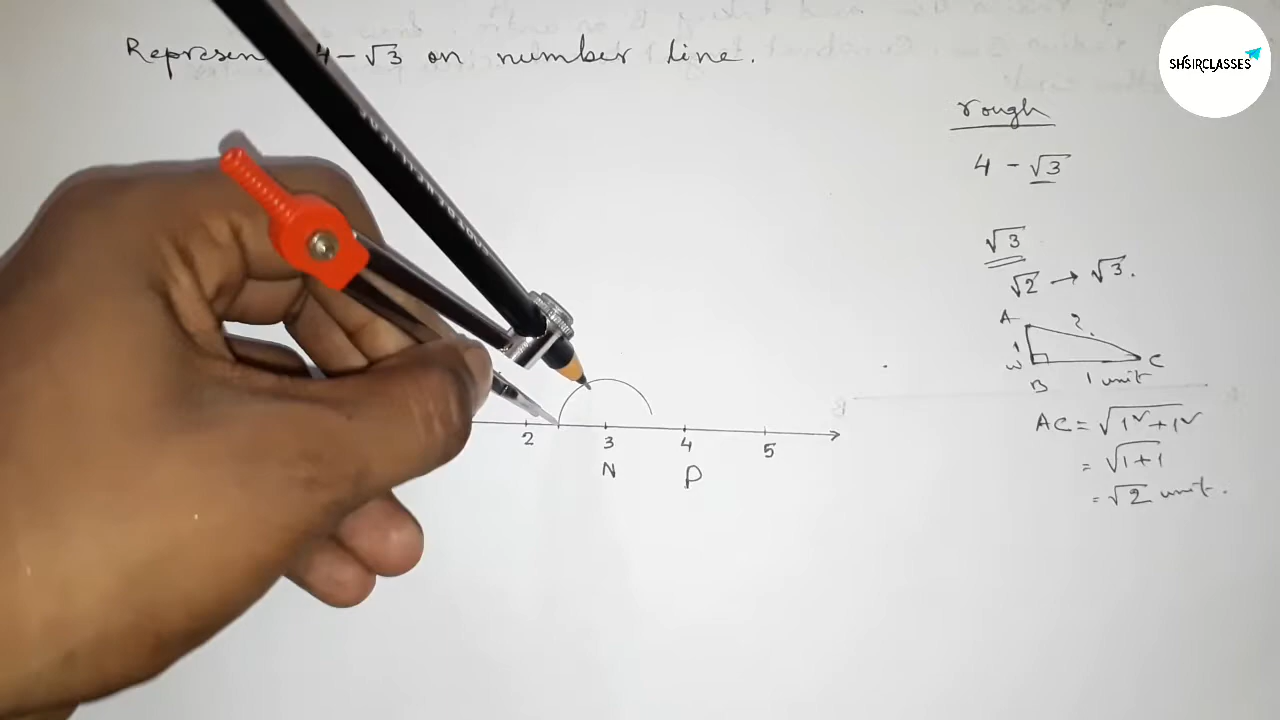 Represen 4 - √3 on number line.
SHSIRCLASSES
rough
4 - √3
√3
√2 → √3.
A ?.
1
B 1 unit C
AC = √1²+1²
= √1+1
= √2 unit.
2 3 4 5
N P